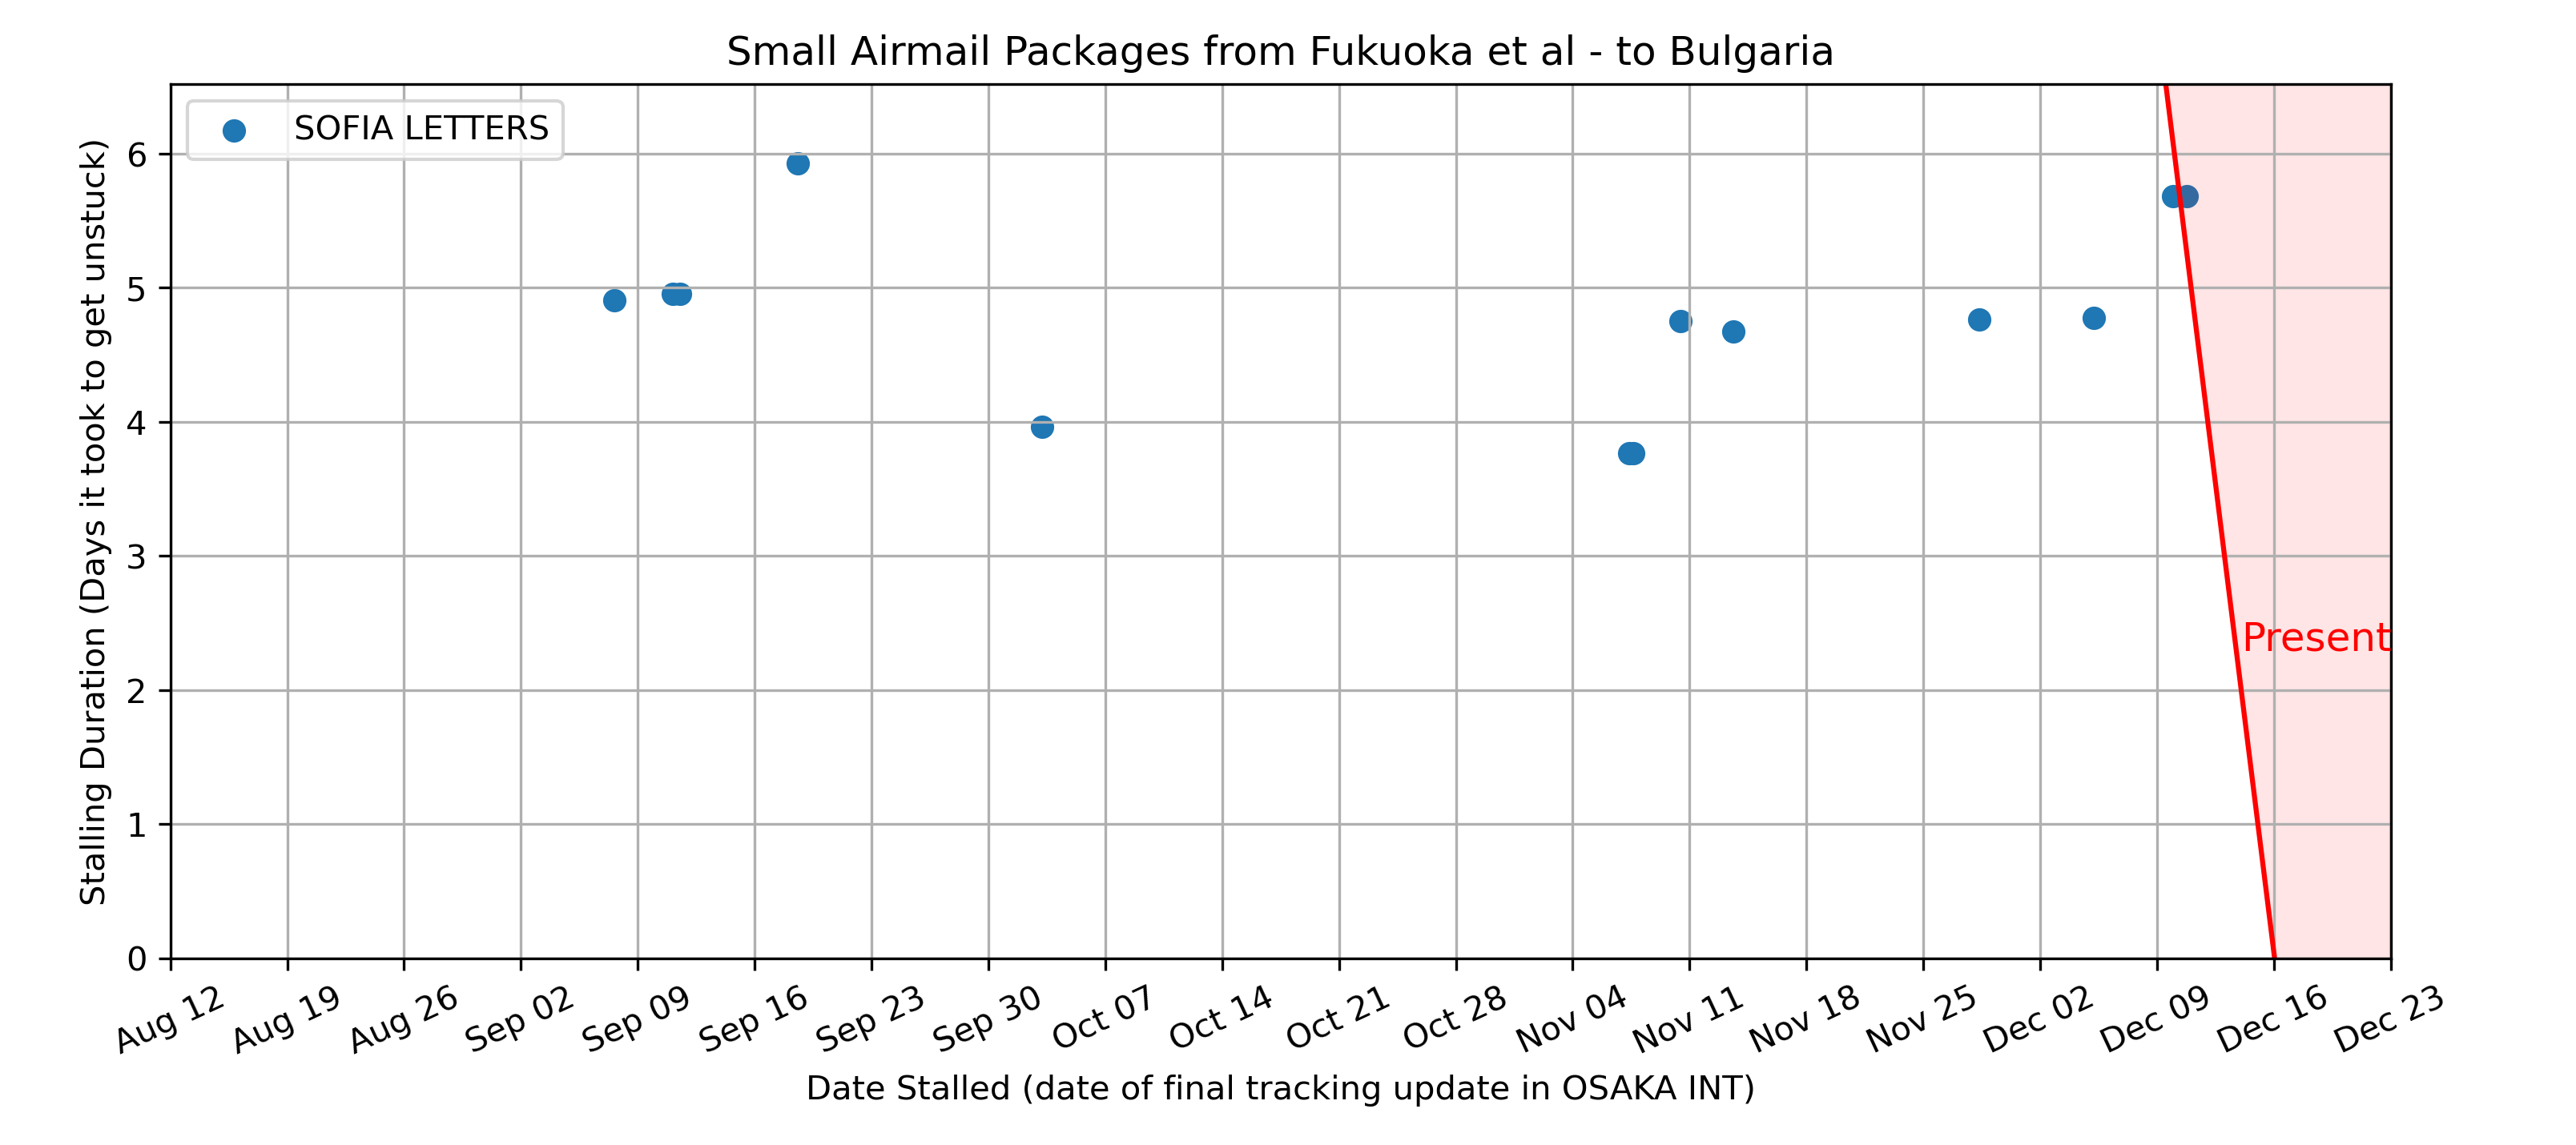 Small Airmail Packages from Fukuoka et al - to Bulgaria
SOFIA LETTERS
Stalling Duration (Days it took to get unstuck)
6
5
4
3
2
1
0
Present
Aug 12
Aug 19
Aug 26
Sep 02
Sep 09
Sep 16
Sep 23
Sep 30
Oct 07
Oct 14
Oct 21
Oct 28
Nov 04
Nov 11
Nov 18
Nov 25
Dec 02
Dec 09
Dec 16
Dec 23
Date Stalled (date of final tracking update in OSAKA INT)